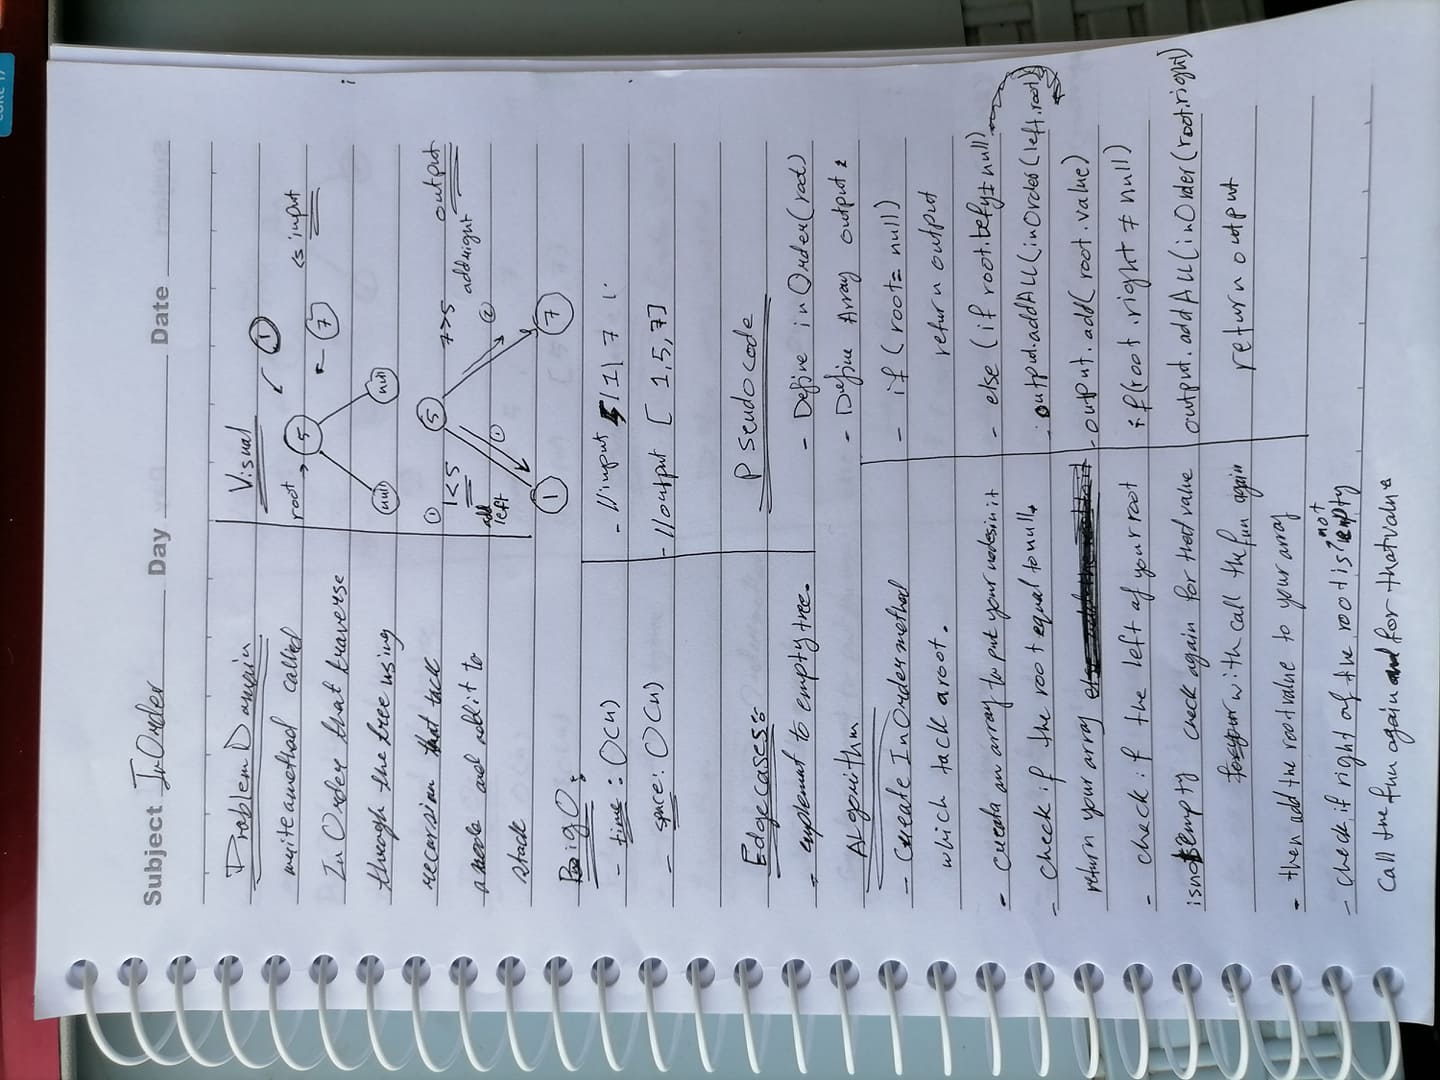 Subject InOrder Day Date
Problem Domain
write a method called
InOrder that traverse
through the tree using
recursion that tack
a node and add it to
stack
Big O:
- time: O(n)
- space: O(n)
Edge cases:
- emplemnt to empty tree.
Algorithm
- Create InOrder method
which tack a root.
- Create an array to put your nodes in it
- Check if the root equal to null,
return your array
- check if the left of your root
is not empty check again for that value
with call the fun again
- then add the root value to your array
- check if right of the root is not empty
call the fun again and for that value
Visual
root
5
1
7
input
null
null
① 1<5
add
left
5
①
7>5
②
add right
output
1
7
- //input 5 | 1 | 7
- //output [ 1, 5, 7 ]
Pseudo code
- Define inOrder(root)
- Define Array output
- if (root = null)
return output
- else (if root.left ≠ null)
output.addAll(inOrder(left.root))
- output.add(root.value)
if(root.right ≠ null)
output.addAll(inOrder(root.right))
return output